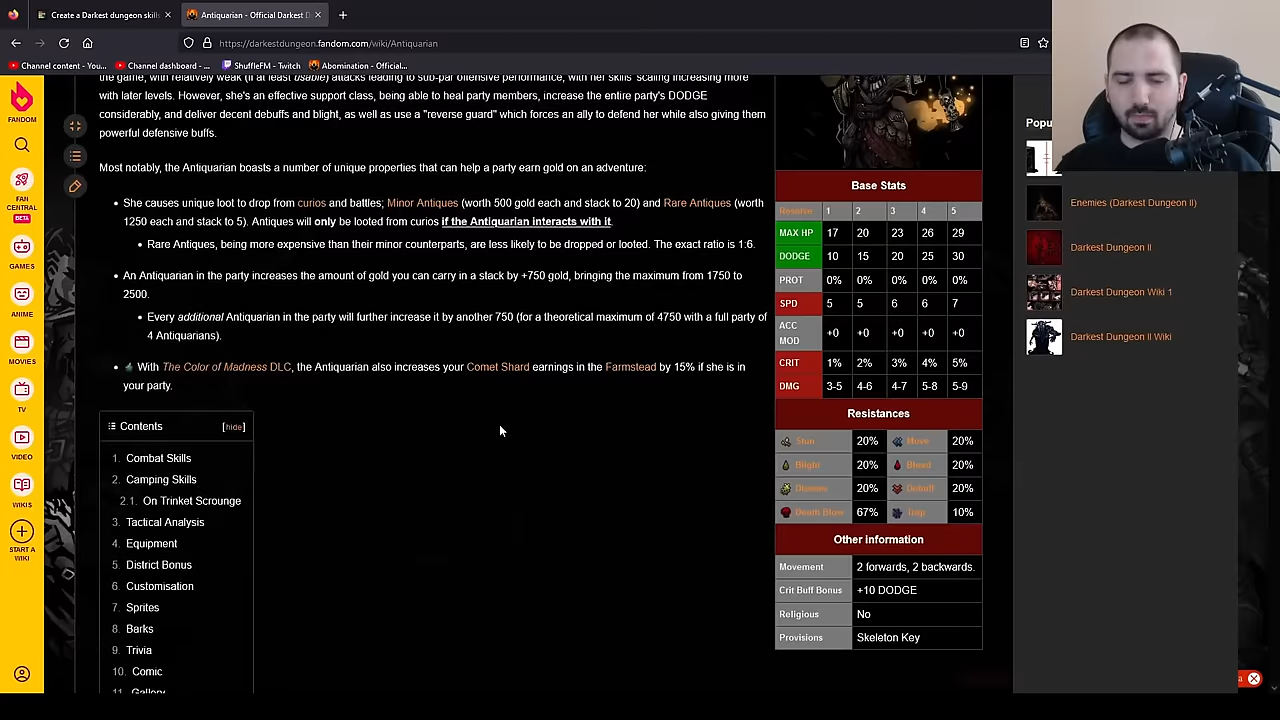 Create a Darkest dungeon skills
Antiquarian - Official Darkest D
https://darkestdungeon.fandom.com/wiki/Antiquarian
Channel content - You...
Channel dashboard - ...
ShuffleFM - Twitch
Abomination - Official...
FANDOM
FAN CENTRAL
BETA
GAMES
ANIME
MOVIES
TV
VIDEO
WIKIS
START A WIKI
the game, with relatively weak (if at least usable) attacks leading to sub-par offensive performance, with her skills' scaling increasing more
with later levels. However, she's an effective support class, being able to heal party members, increase the entire party's DODGE
considerably, and deliver decent debuffs and blight, as well as use a "reverse guard" which forces an ally to defend her while also giving them
powerful defensive buffs.
Most notably, the Antiquarian boasts a number of unique properties that can help a party earn gold on an adventure:
She causes unique loot to drop from curios and battles; Minor Antiques (worth 500 gold each and stack to 20) and Rare Antiques (worth
1250 each and stack to 5). Antiques will only be looted from curios if the Antiquarian interacts with it.
Rare Antiques, being more expensive than their minor counterparts, are less likely to be dropped or looted. The exact ratio is 1:6.
An Antiquarian in the party increases the amount of gold you can carry in a stack by +750 gold, bringing the maximum from 1750 to
2500.
Every additional Antiquarian in the party will further increase it by another 750 (for a theoretical maximum of 4750 with a full party of
4 Antiquarians).
With The Color of Madness DLC, the Antiquarian also increases your Comet Shard earnings in the Farmstead by 15% if she is in
your party.
Contents [hide]
1. Combat Skills
2. Camping Skills
2.1. On Trinket Scrounge
3. Tactical Analysis
4. Equipment
5. District Bonus
6. Customisation
7. Sprites
8. Barks
9. Trivia
10. Comic
11. Gallery
Base Stats
Resolve 1 2 3 4 5
MAX HP 17 20 23 26 29
DODGE 10 15 20 25 30
PROT 0% 0% 0% 0% 0%
SPD 5 5 6 6 7
ACC MOD +0 +0 +0 +0 +0
CRIT 1% 2% 3% 4% 5%
DMG 3-5 4-6 4-7 5-8 5-9
Resistances
Stun 20% Move 20%
Blight 20% Bleed 20%
Disease 20% Debuff 20%
Death Blow 67% Trap 10%
Other information
Movement 2 forwards, 2 backwards.
Crit Buff Bonus +10 DODGE
Religious No
Provisions Skeleton Key
Popu
Enemies (Darkest Dungeon II)
Darkest Dungeon II
Darkest Dungeon Wiki 1
Darkest Dungeon II Wiki